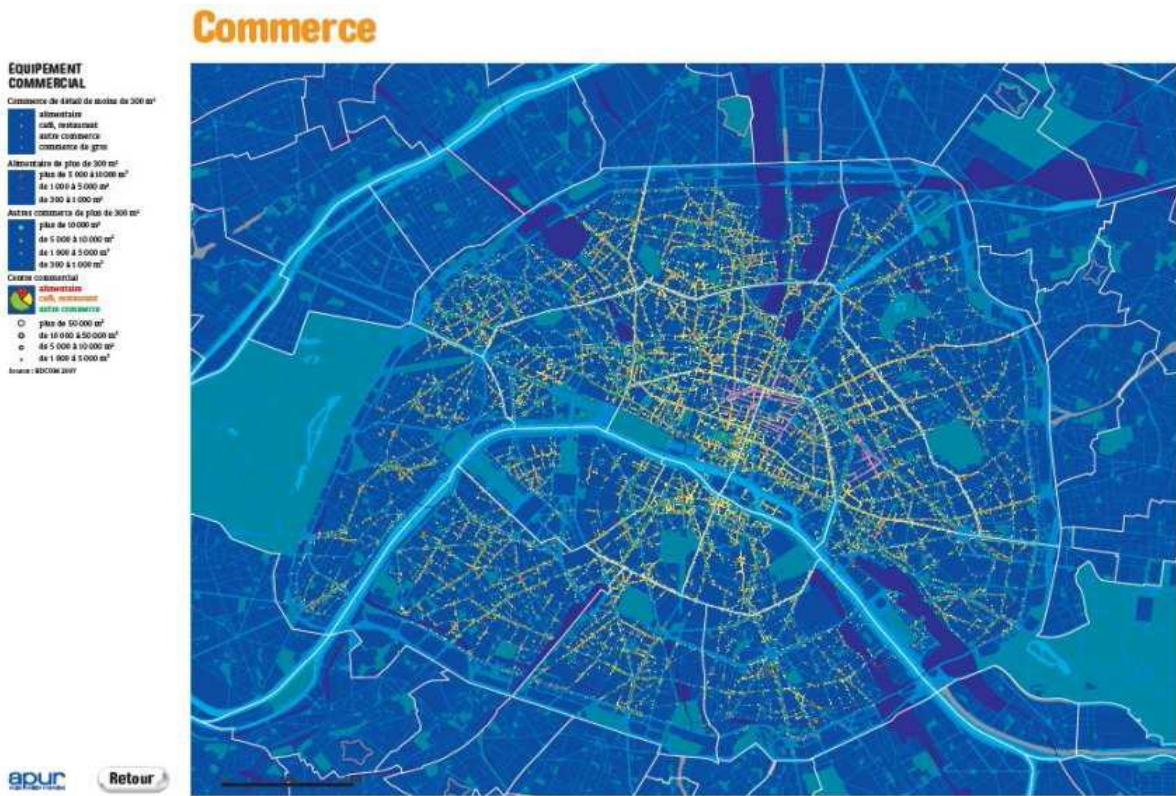 Commerce
ÉQUIPEMENT
COMMERCIAL
Commerce de détail de moins de 300 m²
alimentaire
café, restaurant
autre commerce
commerce de gros
Alimentaire de plus de 300 m²
plus de 5 000 à 10 000 m²
de 1 000 à 5 000 m²
de 300 à 1 000 m²
Autres commerce de plus de 300 m²
plus de 10 000 m²
de 5 000 à 10 000 m²
de 1 000 à 5 000 m²
de 300 à 1 000 m²
Centre commercial
alimentaire
café, restaurant
autre commerce
plus de 50 000 m²
de 10 000 à 50 000 m²
de 5 000 à 10 000 m²
de 1 000 à 5 000 m²
Source : BDCOM 2007
apur
Retour